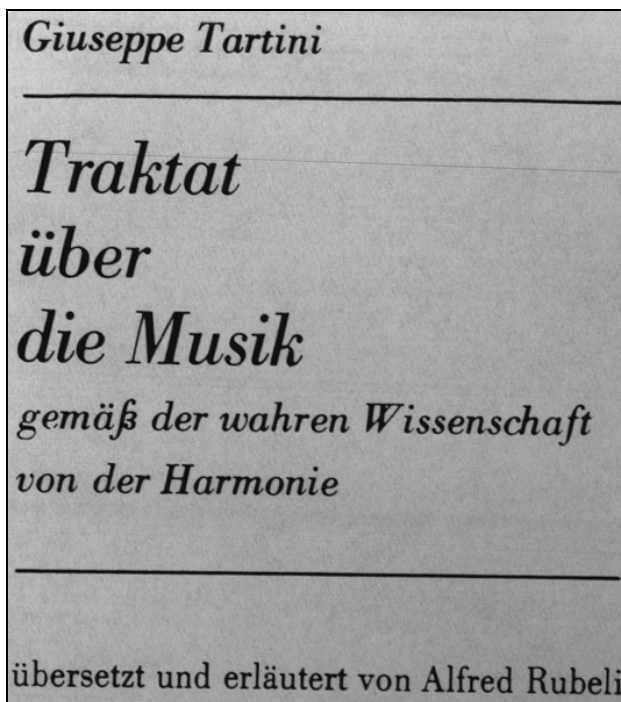 Giuseppe Tartini
Traktat
über
die Musik
gemäß der wahren Wissenschaft
von der Harmonie
übersetzt und erläutert von Alfred Rubeli